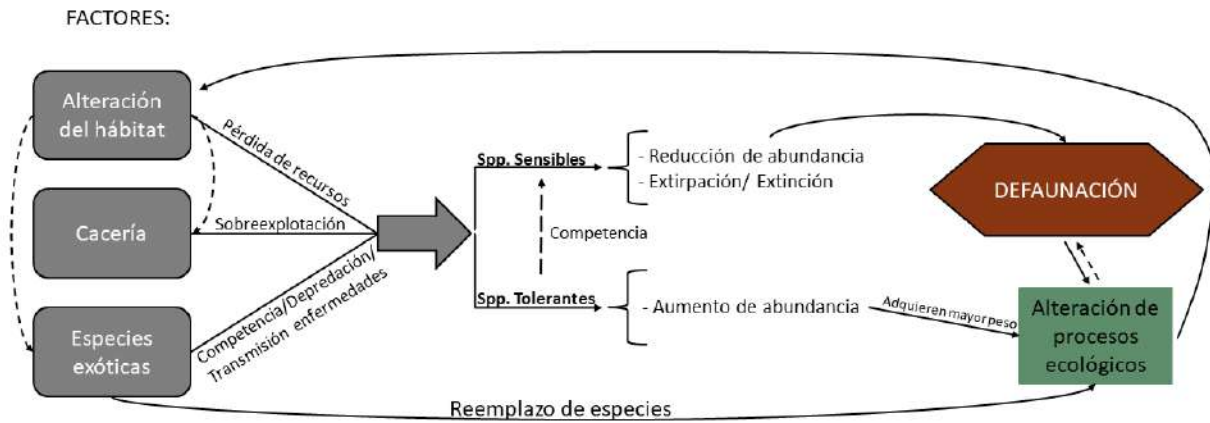 FACTORES:
Alteración
del hábitat
Pérdida de recursos
Cacería
Sobreexplotación
Especies
exóticas
Competencia/Depredación/
Transmisión enfermedades
Spp. Sensibles
- Reducción de abundancia
- Extirpación/ Extinción
Competencia
Spp. Tolerantes
- Aumento de abundancia
Adquieren mayor peso
DEFAUNACIÓN
Alteración de
procesos
ecológicos
Reemplazo de especies